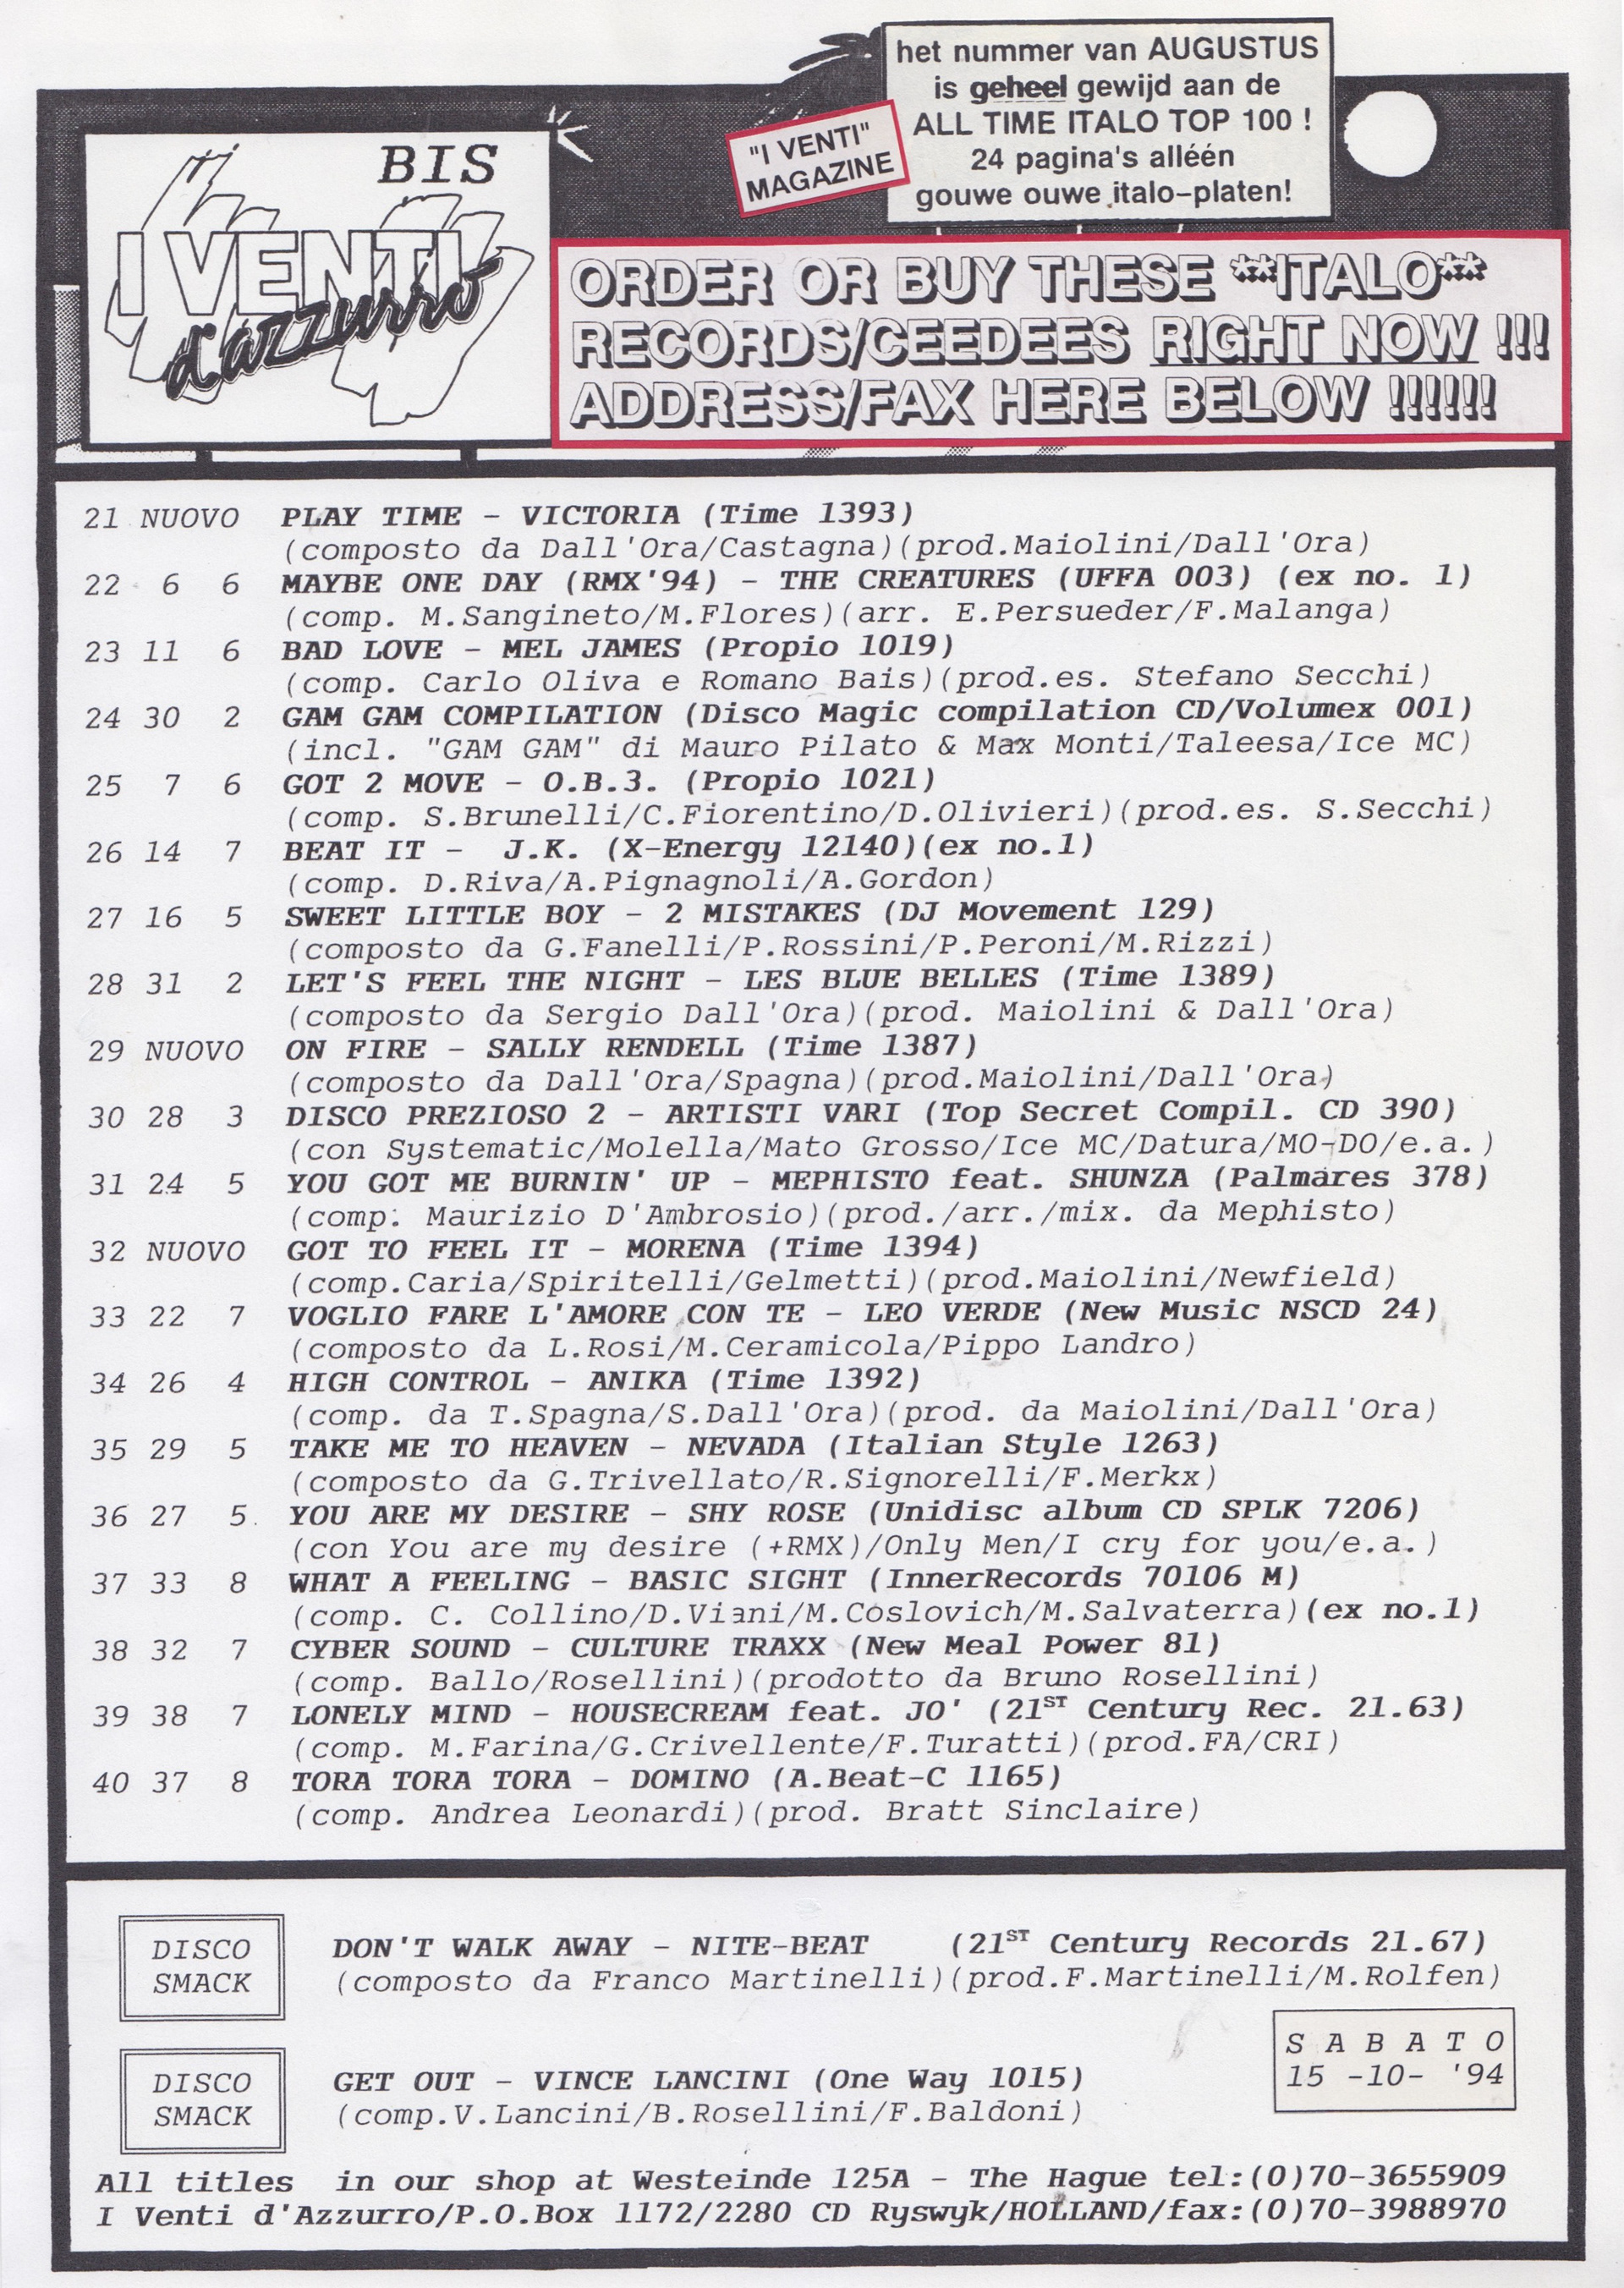 het nummer van AUGUSTUS
is geheel gewijd aan de
ALL TIME ITALO TOP 100 !
24 pagina's alléén
gouwe ouwe italo-platen!
"I VENTI"
MAGAZINE
BIS
I VENTI
d'azzurro
ORDER OR BUY THESE **ITALO**
RECORDS/CEEDEES RIGHT NOW !!!
ADDRESS/FAX HERE BELOW !!!!!!
21 NUOVO PLAY TIME - VICTORIA (Time 1393)
(composto da Dall'Ora/Castagna)(prod.Maiolini/Dall'Ora)
22 6 6 MAYBE ONE DAY (RMX'94) - THE CREATURES (UFFA 003) (ex no. 1)
(comp. M.Sangineto/M.Flores)(arr. E.Persueder/F.Malanga)
23 11 6 BAD LOVE - MEL JAMES (Propio 1019)
(comp. Carlo Oliva e Romano Bais)(prod.es. Stefano Secchi)
24 30 2 GAM GAM COMPILATION (Disco Magic compilation CD/Volumex 001)
(incl. "GAM GAM" di Mauro Pilato & Max Monti/Taleesa/Ice MC)
25 7 6 GOT 2 MOVE - O.B.3. (Propio 1021)
(comp. S.Brunelli/C.Fiorentino/D.Olivieri)(prod.es. S.Secchi)
26 14 7 BEAT IT - J.K. (X-Energy 12140)(ex no.1)
(comp. D.Riva/A.Pignagnoli/A.Gordon)
27 16 5 SWEET LITTLE BOY - 2 MISTAKES (DJ Movement 129)
(composto da G.Fanelli/P.Rossini/P.Peroni/M.Rizzi)
28 31 2 LET'S FEEL THE NIGHT - LES BLUE BELLES (Time 1389)
(composto da Sergio Dall'Ora)(prod. Maiolini & Dall'Ora)
29 NUOVO ON FIRE - SALLY RENDELL (Time 1387)
(composto da Dall'Ora/Spagna)(prod.Maiolini/Dall'Ora)
30 28 3 DISCO PREZIOSO 2 - ARTISTI VARI (Top Secret Compil. CD 390)
(con Systematic/Molella/Mato Grosso/Ice MC/Datura/MO-DO/e.a.)
31 24 5 YOU GOT ME BURNIN' UP - MEPHISTO feat. SHUNZA (Palmares 378)
(comp. Maurizio D'Ambrosio)(prod./arr./mix. da Mephisto)
32 NUOVO GOT TO FEEL IT - MORENA (Time 1394)
(comp.Caria/Spiritelli/Gelmetti)(prod.Maiolini/Newfield)
33 22 7 VOGLIO FARE L'AMORE CON TE - LEO VERDE (New Music NSCD 24)
(composto da L.Rosi/M.Ceramicola/Pippo Landro)
34 26 4 HIGH CONTROL - ANIKA (Time 1392)
(comp. da T.Spagna/S.Dall'Ora)(prod. da Maiolini/Dall'Ora)
35 29 5 TAKE ME TO HEAVEN - NEVADA (Italian Style 1263)
(composto da G.Trivellato/R.Signorelli/F.Merkx)
36 27 5 YOU ARE MY DESIRE - SHY ROSE (Unidisc album CD SPLK 7206)
(con You are my desire (+RMX)/Only Men/I cry for you/e.a.)
37 33 8 WHAT A FEELING - BASIC SIGHT (InnerRecords 70106 M)
(comp. C. Collino/D.Viani/M.Coslovich/M.Salvaterra)(ex no.1)
38 32 7 CYBER SOUND - CULTURE TRAXX (New Meal Power 81)
(comp. Ballo/Rosellini)(prodotto da Bruno Rosellini)
39 38 7 LONELY MIND - HOUSECREAM feat. JO' (21ST Century Rec. 21.63)
(comp. M.Farina/G.Crivellente/F.Turatti)(prod.FA/CRI)
40 37 8 TORA TORA TORA - DOMINO (A.Beat-C 1165)
(comp. Andrea Leonardi)(prod. Bratt Sinclaire)
DISCO
SMACK
DON'T WALK AWAY - NITE-BEAT (21ST Century Records 21.67)
(composto da Franco Martinelli)(prod.F.Martinelli/M.Rolfen)
DISCO
SMACK
GET OUT - VINCE LANCINI (One Way 1015)
(comp.V.Lancini/B.Rosellini/F.Baldoni)
S A B A T O
15 -10- '94
All titles in our shop at Westeinde 125A - The Hague tel:(0)70-3655909
I Venti d'Azzurro/P.O.Box 1172/2280 CD Ryswyk/HOLLAND/fax:(0)70-3988970